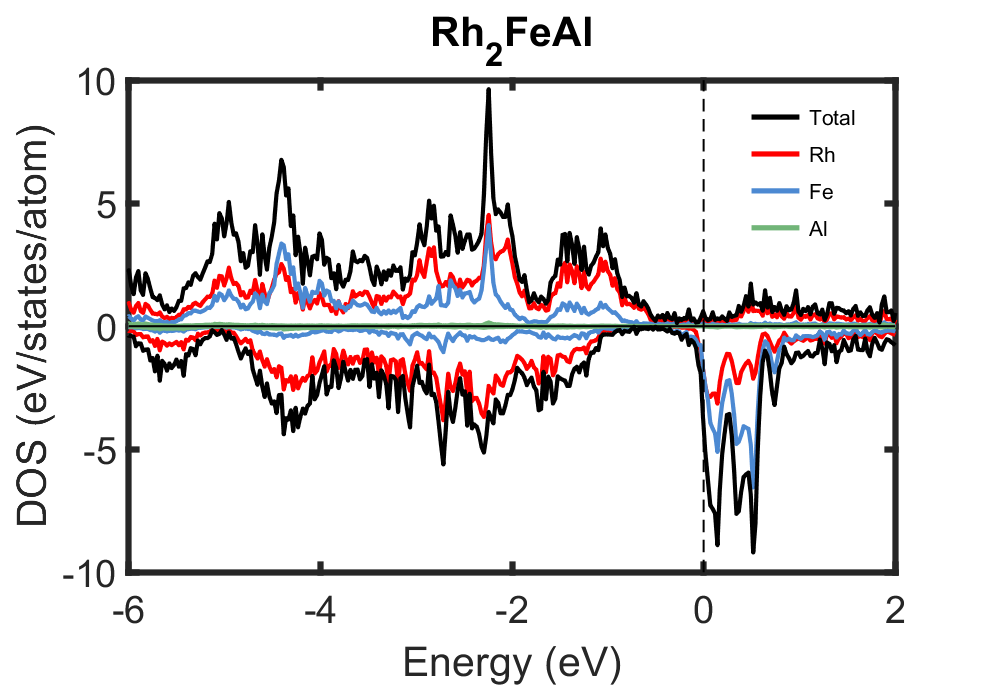 Rh2FeAl
DOS (eV/states/atom)
10
5
0
-5
-10
Total
Rh
Fe
Al
-6
-4
-2
0
2
Energy (eV)